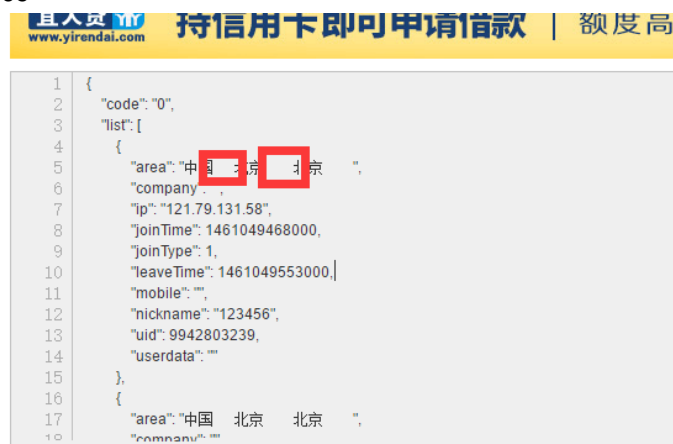 宜人贷
www.yirendai.com
持信用卡即可申请借款 | 额度高
1 {
2 "code": "0",
3 "list": [
4 {
5 "area": "中国 北京 北京 ",
6 "company": "",
7 "ip": "121.79.131.58",
8 "joinTime": 1461049468000,
9 "joinType": 1,
10 "leaveTime": 1461049553000,
11 "mobile": "",
12 "nickname": "123456",
13 "uid": 9942803239,
14 "userdata": ""
15 },
16 {
17 "area": "中国 北京 北京 ",
18 "company": ""